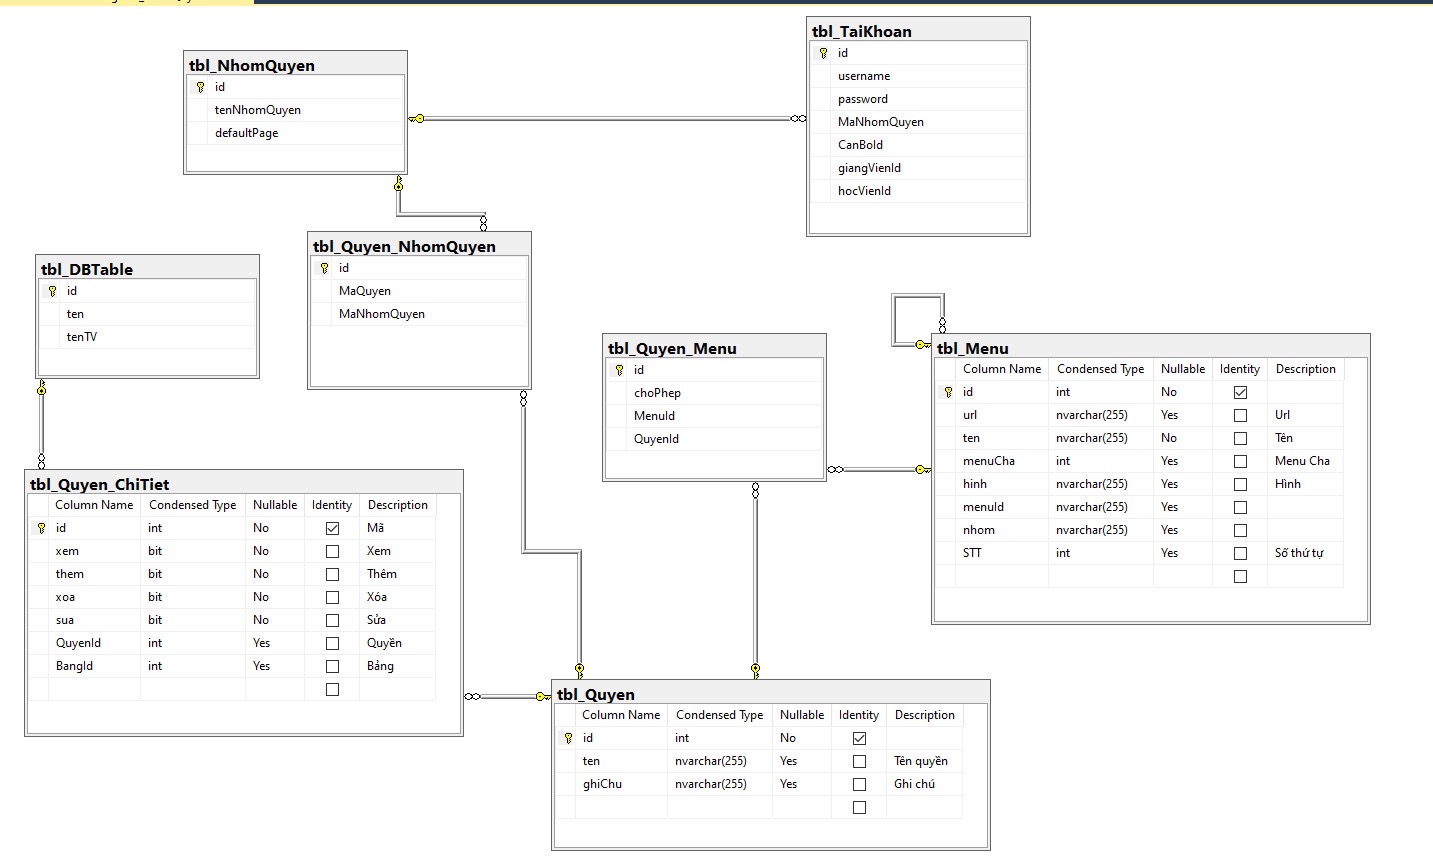 tbl_NhomQuyen
id
tenNhomQuyen
defaultPage
tbl_TaiKhoan
id
username
password
MaNhomQuyen
CanBoId
giangVienId
hocVienId
tbl_Quyen_NhomQuyen
id
MaQuyen
MaNhomQuyen
tbl_DBTable
id
ten
tenTV
tbl_Quyen_Menu
id
choPhep
MenuId
QuyenId
tbl_Menu
Column Name Condensed Type Nullable Identity Description
id int No
url nvarchar(255) Yes Url
ten nvarchar(255) No Tên
menuCha int Yes Menu Cha
hinh nvarchar(255) Yes Hình
menuId nvarchar(255) Yes
nhom nvarchar(255) Yes
STT int Yes Số thứ tự
tbl_Quyen_ChiTiet
Column Name Condensed Type Nullable Identity Description
id int No Mã
xem bit No Xem
them bit No Thêm
xoa bit No Xóa
sua bit No Sửa
QuyenId int Yes Quyền
BangId int Yes Bảng
tbl_Quyen
Column Name Condensed Type Nullable Identity Description
id int No
ten nvarchar(255) Yes Tên quyền
ghiChu nvarchar(255) Yes Ghi chú